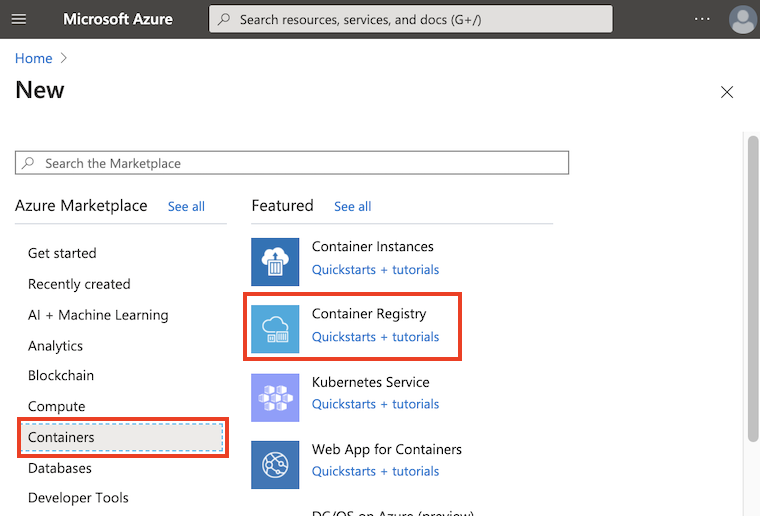 Microsoft Azure
Search resources, services, and docs (G+/)
Home
New
Search the Marketplace
Azure Marketplace See all
Get started
Recently created
AI + Machine Learning
Analytics
Blockchain
Compute
Containers
Databases
Developer Tools
Featured See all
Container Instances
Quickstarts + tutorials
Container Registry
Quickstarts + tutorials
Kubernetes Service
Quickstarts + tutorials
Web App for Containers
Quickstarts + tutorials
DC/OS on Azure (preview)